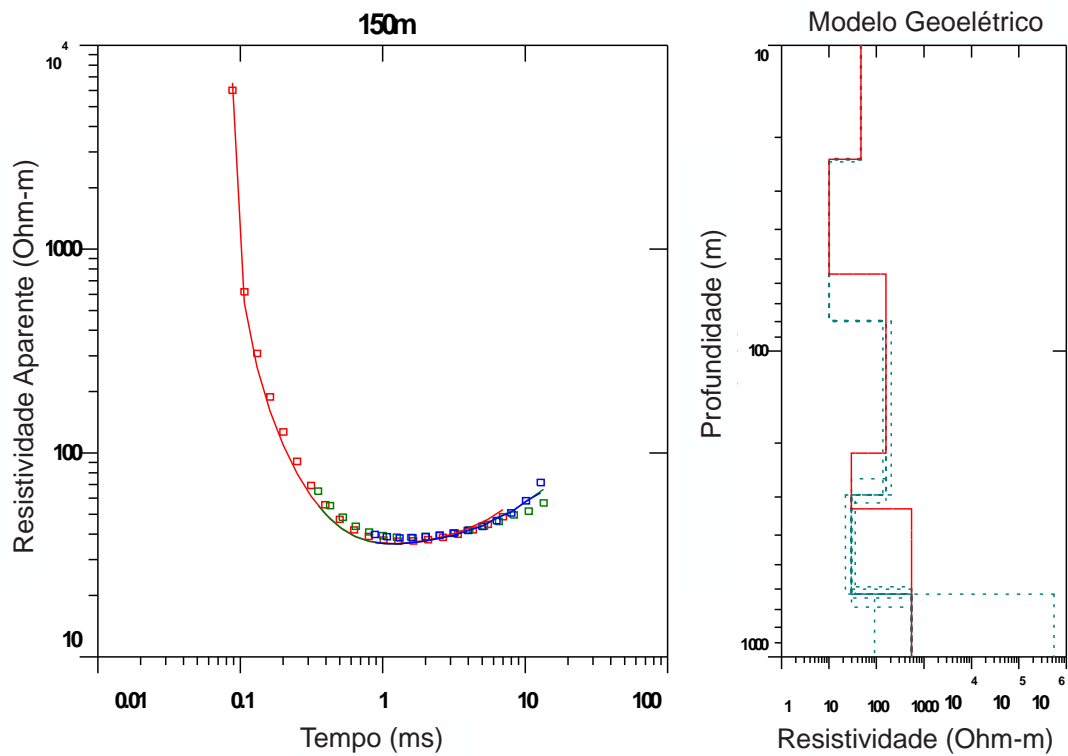 150m
10 4
1000
100
10
0.01 0.1 1 10 100
Resistividade Aparente (Ohm-m)
Tempo (ms)
Modelo Geoelétrico
10
100
1000
1 10 100 1000 10 4 10 5 10 6
Profundidade (m)
Resistividade (Ohm-m)